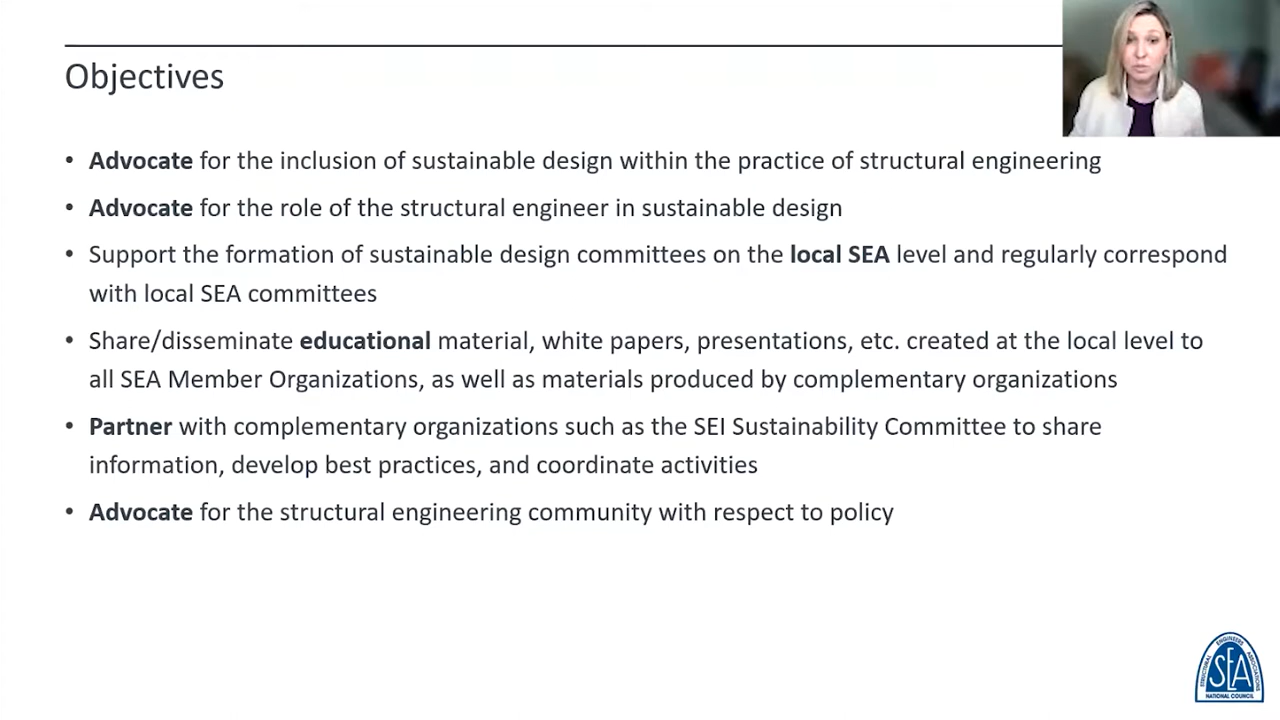 Objectives
• Advocate for the inclusion of sustainable design within the practice of structural engineering
• Advocate for the role of the structural engineer in sustainable design
• Support the formation of sustainable design committees on the local SEA level and regularly correspond
with local SEA committees
• Share/disseminate educational material, white papers, presentations, etc. created at the local level to
all SEA Member Organizations, as well as materials produced by complementary organizations
• Partner with complementary organizations such as the SEI Sustainability Committee to share
information, develop best practices, and coordinate activities
• Advocate for the structural engineering community with respect to policy
STRUCTURAL ENGINEERS ASSOCIATIONS
SEA
NATIONAL COUNCIL